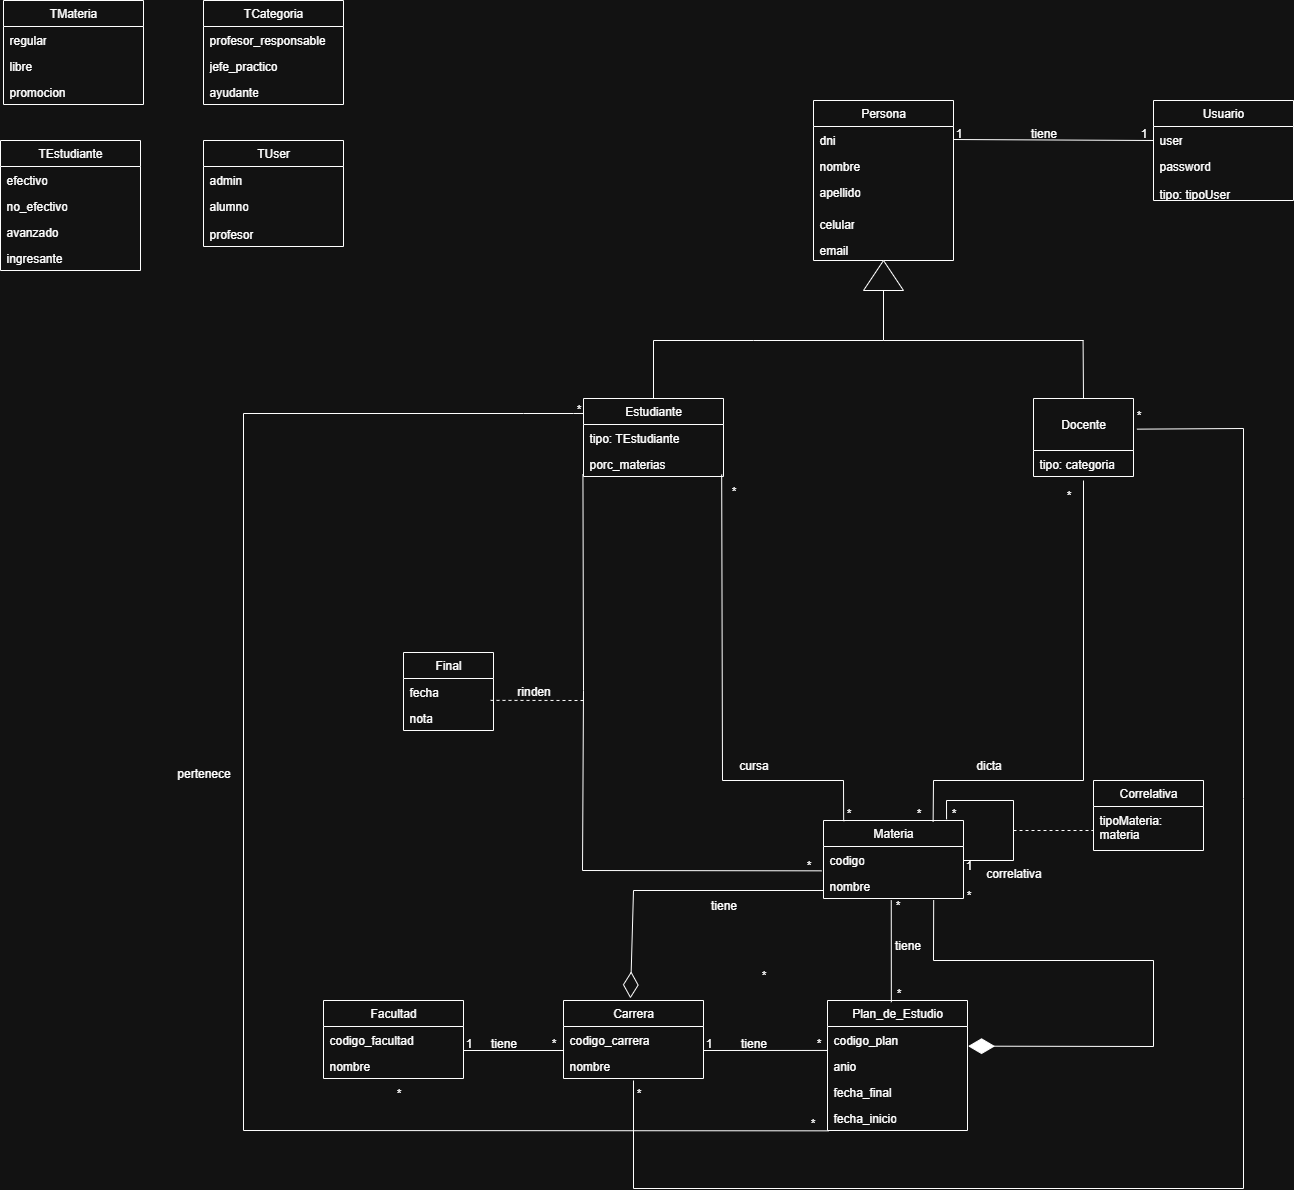 TMateria
regular
libre
promocion
TCategoria
profesor_responsable
jefe_practico
ayudante
TEstudiante
efectivo
no_efectivo
avanzado
ingresante
TUser
admin
alumno
profesor
Persona
dni
nombre
apellido
celular
email
1
tiene
1
Usuario
user
password
tipo: tipoUser
*
Estudiante
tipo: TEstudiante
porc_materias
*
Docente
tipo: categoria
*
*
Final
fecha
nota
rinden
pertenece
cursa
dicta
*
*
*
Correlativa
tipoMateria:
materia
Materia
codigo
nombre
*
1
correlativa
*
tiene
*
tiene
*
*
Facultad
codigo_facultad
nombre
1
tiene
*
Carrera
codigo_carrera
nombre
1
tiene
*
Plan_de_Estudio
codigo_plan
anio
fecha_final
fecha_inicio
*
*
*